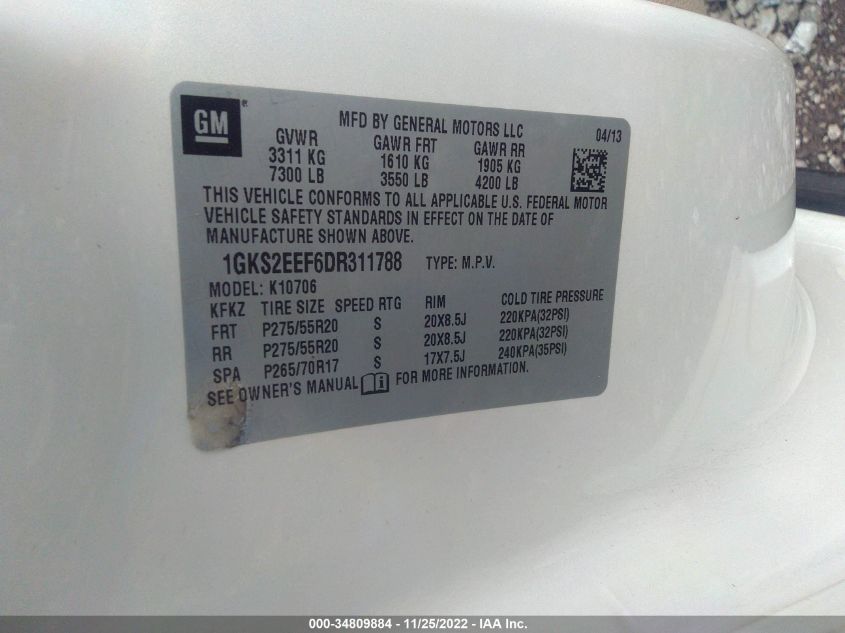 GM
MFD BY GENERAL MOTORS LLC 04/13
GVWR GAWR FRT GAWR RR
3311 KG 1610 KG 1905 KG
7300 LB 3550 LB 4200 LB
THIS VEHICLE CONFORMS TO ALL APPLICABLE U.S. FEDERAL MOTOR
VEHICLE SAFETY STANDARDS IN EFFECT ON THE DATE OF
MANUFACTURE SHOWN ABOVE.
1GKS2EEF6DR311788 TYPE: M.P.V.
MODEL: K10706
KFKZ TIRE SIZE SPEED RTG RIM COLD TIRE PRESSURE
FRT P275/55R20 S 20X8.5J 220KPA(32PSI)
RR P275/55R20 S 20X8.5J 220KPA(32PSI)
SPA P265/70R17 S 17X7.5J 240KPA(35PSI)
SEE OWNER'S MANUAL FOR MORE INFORMATION.
000-34809884 - 11/25/2022 - IAA Inc.